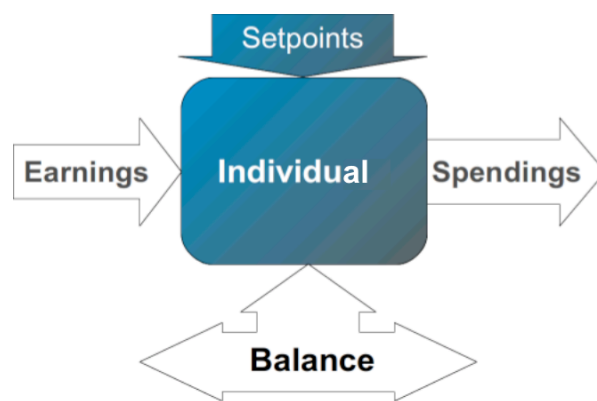 Setpoints
Earnings
Individual
Spendings
Balance